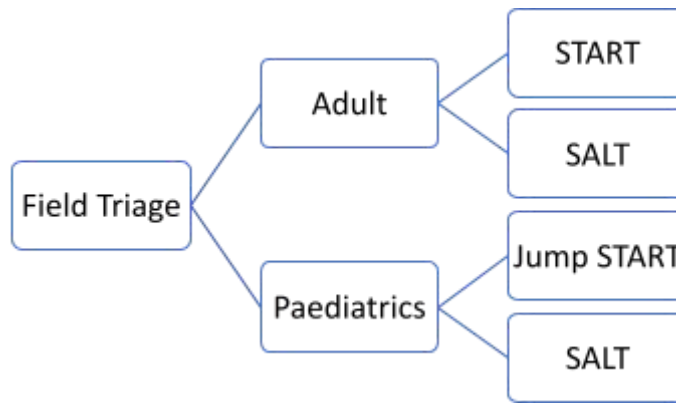 Field Triage
Adult
START
SALT
Paediatrics
Jump START
SALT